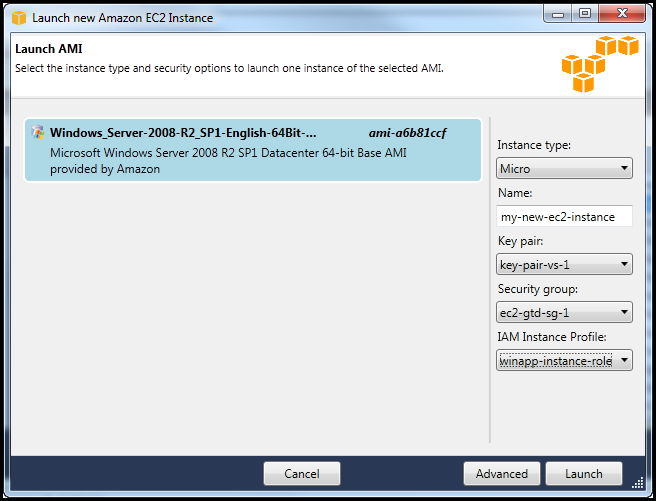 Launch new Amazon EC2 Instance
Launch AMI
Select the instance type and security options to launch one instance of the selected AMI.
Windows_Server-2008-R2_SP1-English-64Bit-... ami-a6b81ccf
Microsoft Windows Server 2008 R2 SP1 Datacenter 64-bit Base AMI
provided by Amazon
Instance type:
Micro
Name:
my-new-ec2-instance
Key pair:
key-pair-vs-1
Security group:
ec2-gtd-sg-1
IAM Instance Profile:
winapp-instance-role
Cancel Advanced Launch